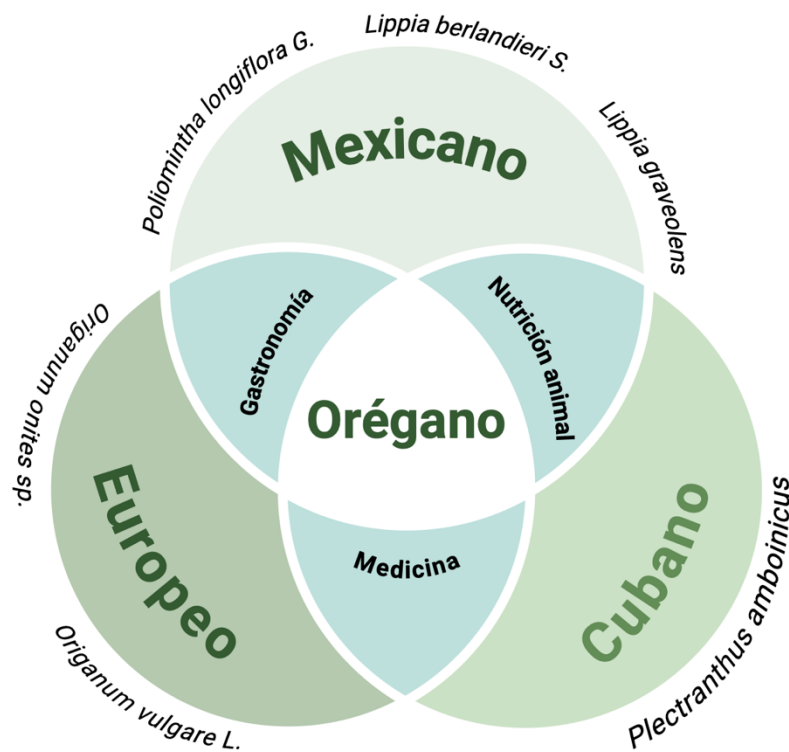 Lippia berlandieri S.
Poliomintha longiflora G.
Lippia graveolens
Mexicano
Gastronomía
Nutrición animal
Orégano
Origanum onites sp.
Europeo
Medicina
Cubano
Origanum vulgare L.
Plectranthus amboinicus